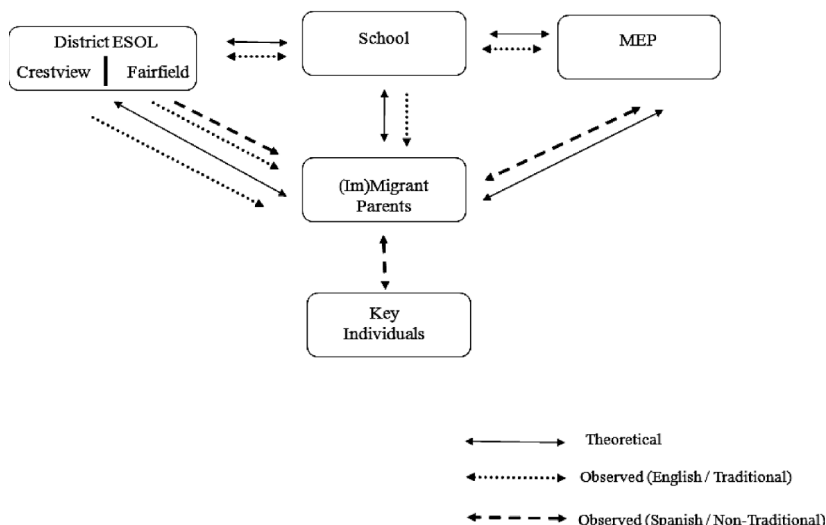 District ESOL
Crestview Fairfield
School
MEP
(Im)Migrant
Parents
Key
Individuals
Theoretical
Observed (English / Traditional)
Observed (Spanish / Non-Traditional)